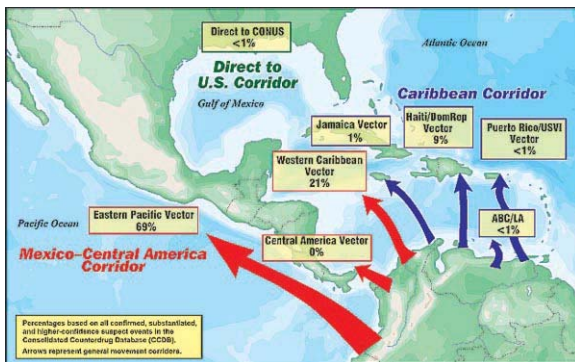 Direct to CONUS
<1%
Atlantic Ocean
Direct to
U.S. Corridor
Gulf of Mexico
Caribbean Corridor
Jamaica Vector
1%
Haiti/DomRep
Vector
9%
Puerto Rico/USVI
Vector
<1%
Western Caribbean
Vector
21%
Pacific Ocean
Eastern Pacific Vector
69%
ABC/LA
<1%
Central America Vector
0%
Mexico–Central America
Corridor
Percentages based on all confirmed, substantiated,
and higher-confidence suspect events in the
Consolidated Counterdrug Database (CCDB).
Arrows represent general movement corridors.